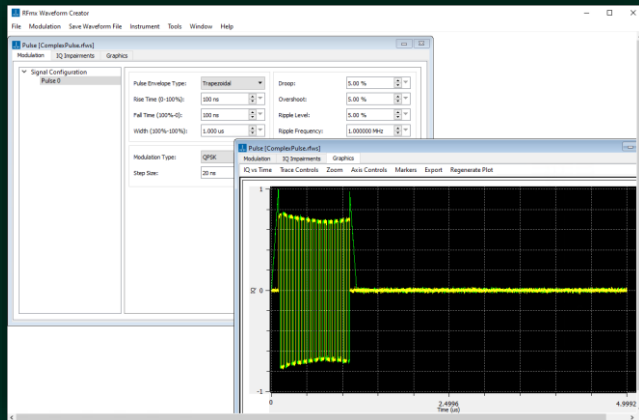 RFmx Waveform Creator
File Modulation Save Waveform File Instrument Tools Window Help
Pulse [ComplexPulse.rfws]
Modulation IQ Impairments Graphics
Signal Configuration
Pulse 0
Pulse Envelope Type: Trapezoidal
Rise Time (0-100%): 100 ns
Fall Time (100%-0): 100 ns
Width (100%-100%): 1.000 us
Droop: 5.00 %
Overshoot: 5.00 %
Ripple Level: 5.00 %
Ripple Frequency: 1.000000 MHz
Modulation Type: QPSK
Step Size: 20 ns
Pulse [ComplexPulse.rfws]
Modulation IQ Impairments Graphics
IQ vs Time Trace Controls Zoom Axis Controls Markers Export Regenerate Plot
1
IQ 0
-1
0 2.4996 4.9992
Time (us)